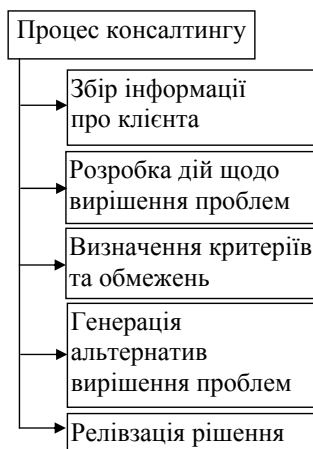 Процес консалтингу
Збір інформації
про клієнта
Розробка дій щодо
вирішення проблем
Визначення критеріїв
та обмежень
Генерація
альтернатив
вирішення проблем
Релівзація рішення